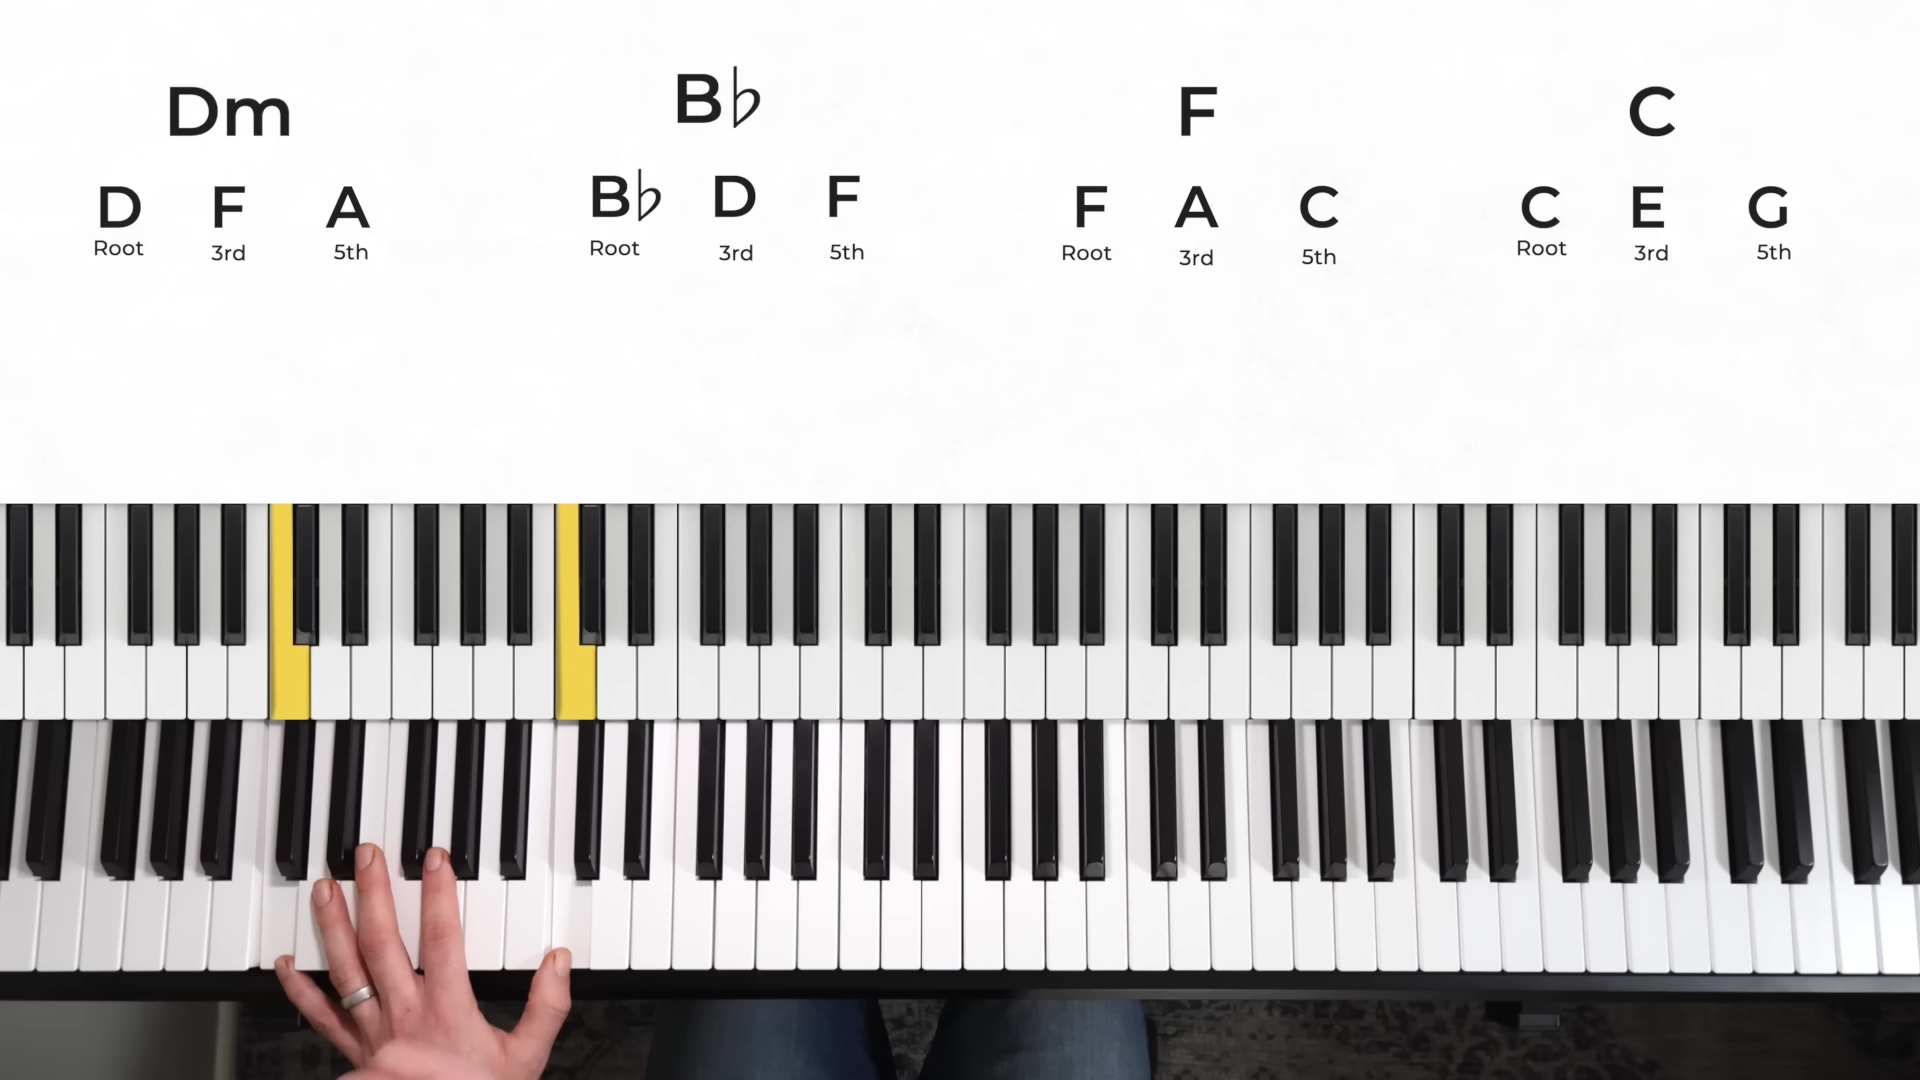 Dm B♭ F C
D F A B♭ D F F A C C E G
Root 3rd 5th Root 3rd 5th Root 3rd 5th Root 3rd 5th